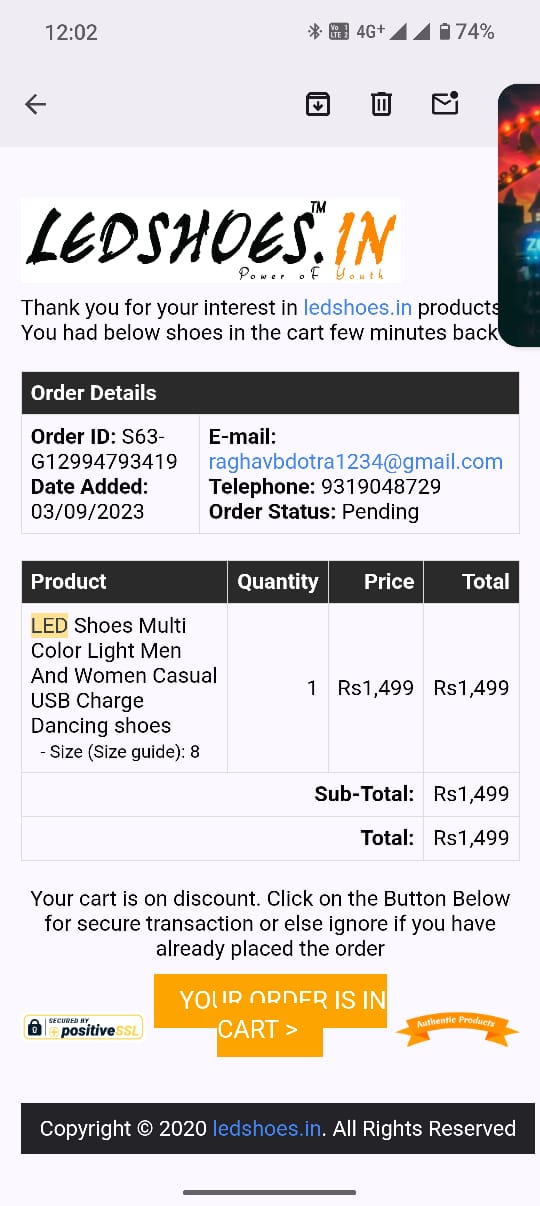 12:02
Vo 1
LTE 2
4G+
74%
LEDSHOES.IN
TM
Power of Youth
Thank you for your interest in ledshoes.in products
You had below shoes in the cart few minutes back
Order Details
Order ID: S63-
G12994793419
Date Added:
03/09/2023
E-mail:
raghavbdotra1234@gmail.com
Telephone: 9319048729
Order Status: Pending
Product Quantity Price Total
LED Shoes Multi
Color Light Men
And Women Casual
USB Charge
Dancing shoes
- Size (Size guide): 8
1 Rs1,499 Rs1,499
Sub-Total: Rs1,499
Total: Rs1,499
Your cart is on discount. Click on the Button Below
for secure transaction or else ignore if you have
already placed the order
YOUR ORDER IS IN
CART >
SECURED BY
positiveSSL
Authentic Products
Copyright © 2020 ledshoes.in. All Rights Reserved